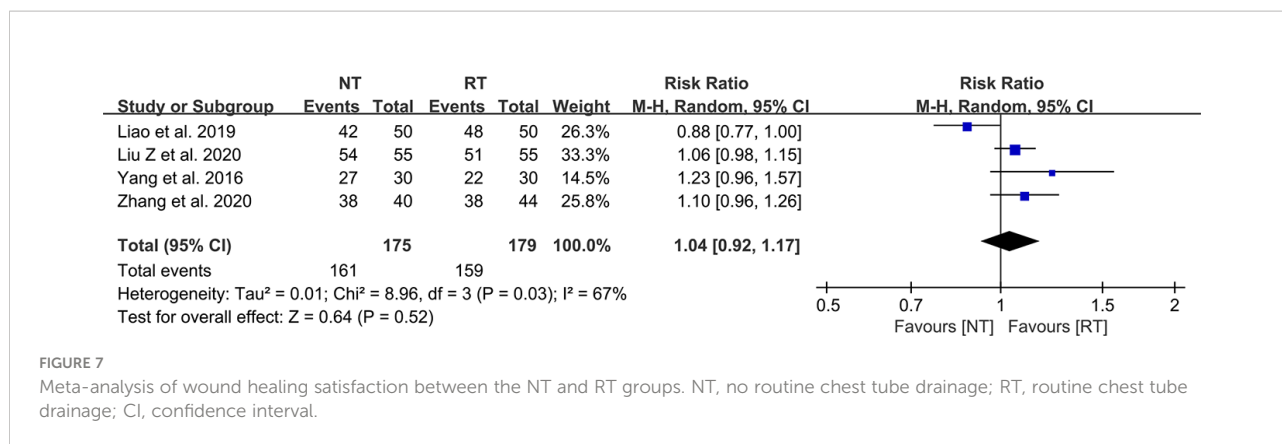 NT RT Risk Ratio Risk Ratio
Study or Subgroup Events Total Events Total Weight M-H, Random, 95% CI M-H, Random, 95% CI
Liao et al. 2019 42 50 48 50 26.3% 0.88 [0.77, 1.00]
Liu Z et al. 2020 54 55 51 55 33.3% 1.06 [0.98, 1.15]
Yang et al. 2016 27 30 22 30 14.5% 1.23 [0.96, 1.57]
Zhang et al. 2020 38 40 38 44 25.8% 1.10 [0.96, 1.26]
Total (95% CI) 175 179 100.0% 1.04 [0.92, 1.17]
Total events 161 159
Heterogeneity: Tau² = 0.01; Chi² = 8.96, df = 3 (P = 0.03); I² = 67%
Test for overall effect: Z = 0.64 (P = 0.52)
0.5 0.7 1 1.5 2
Favours [NT] Favours [RT]
FIGURE 7
Meta-analysis of wound healing satisfaction between the NT and RT groups. NT, no routine chest tube drainage; RT, routine chest tube
drainage; CI, confidence interval.